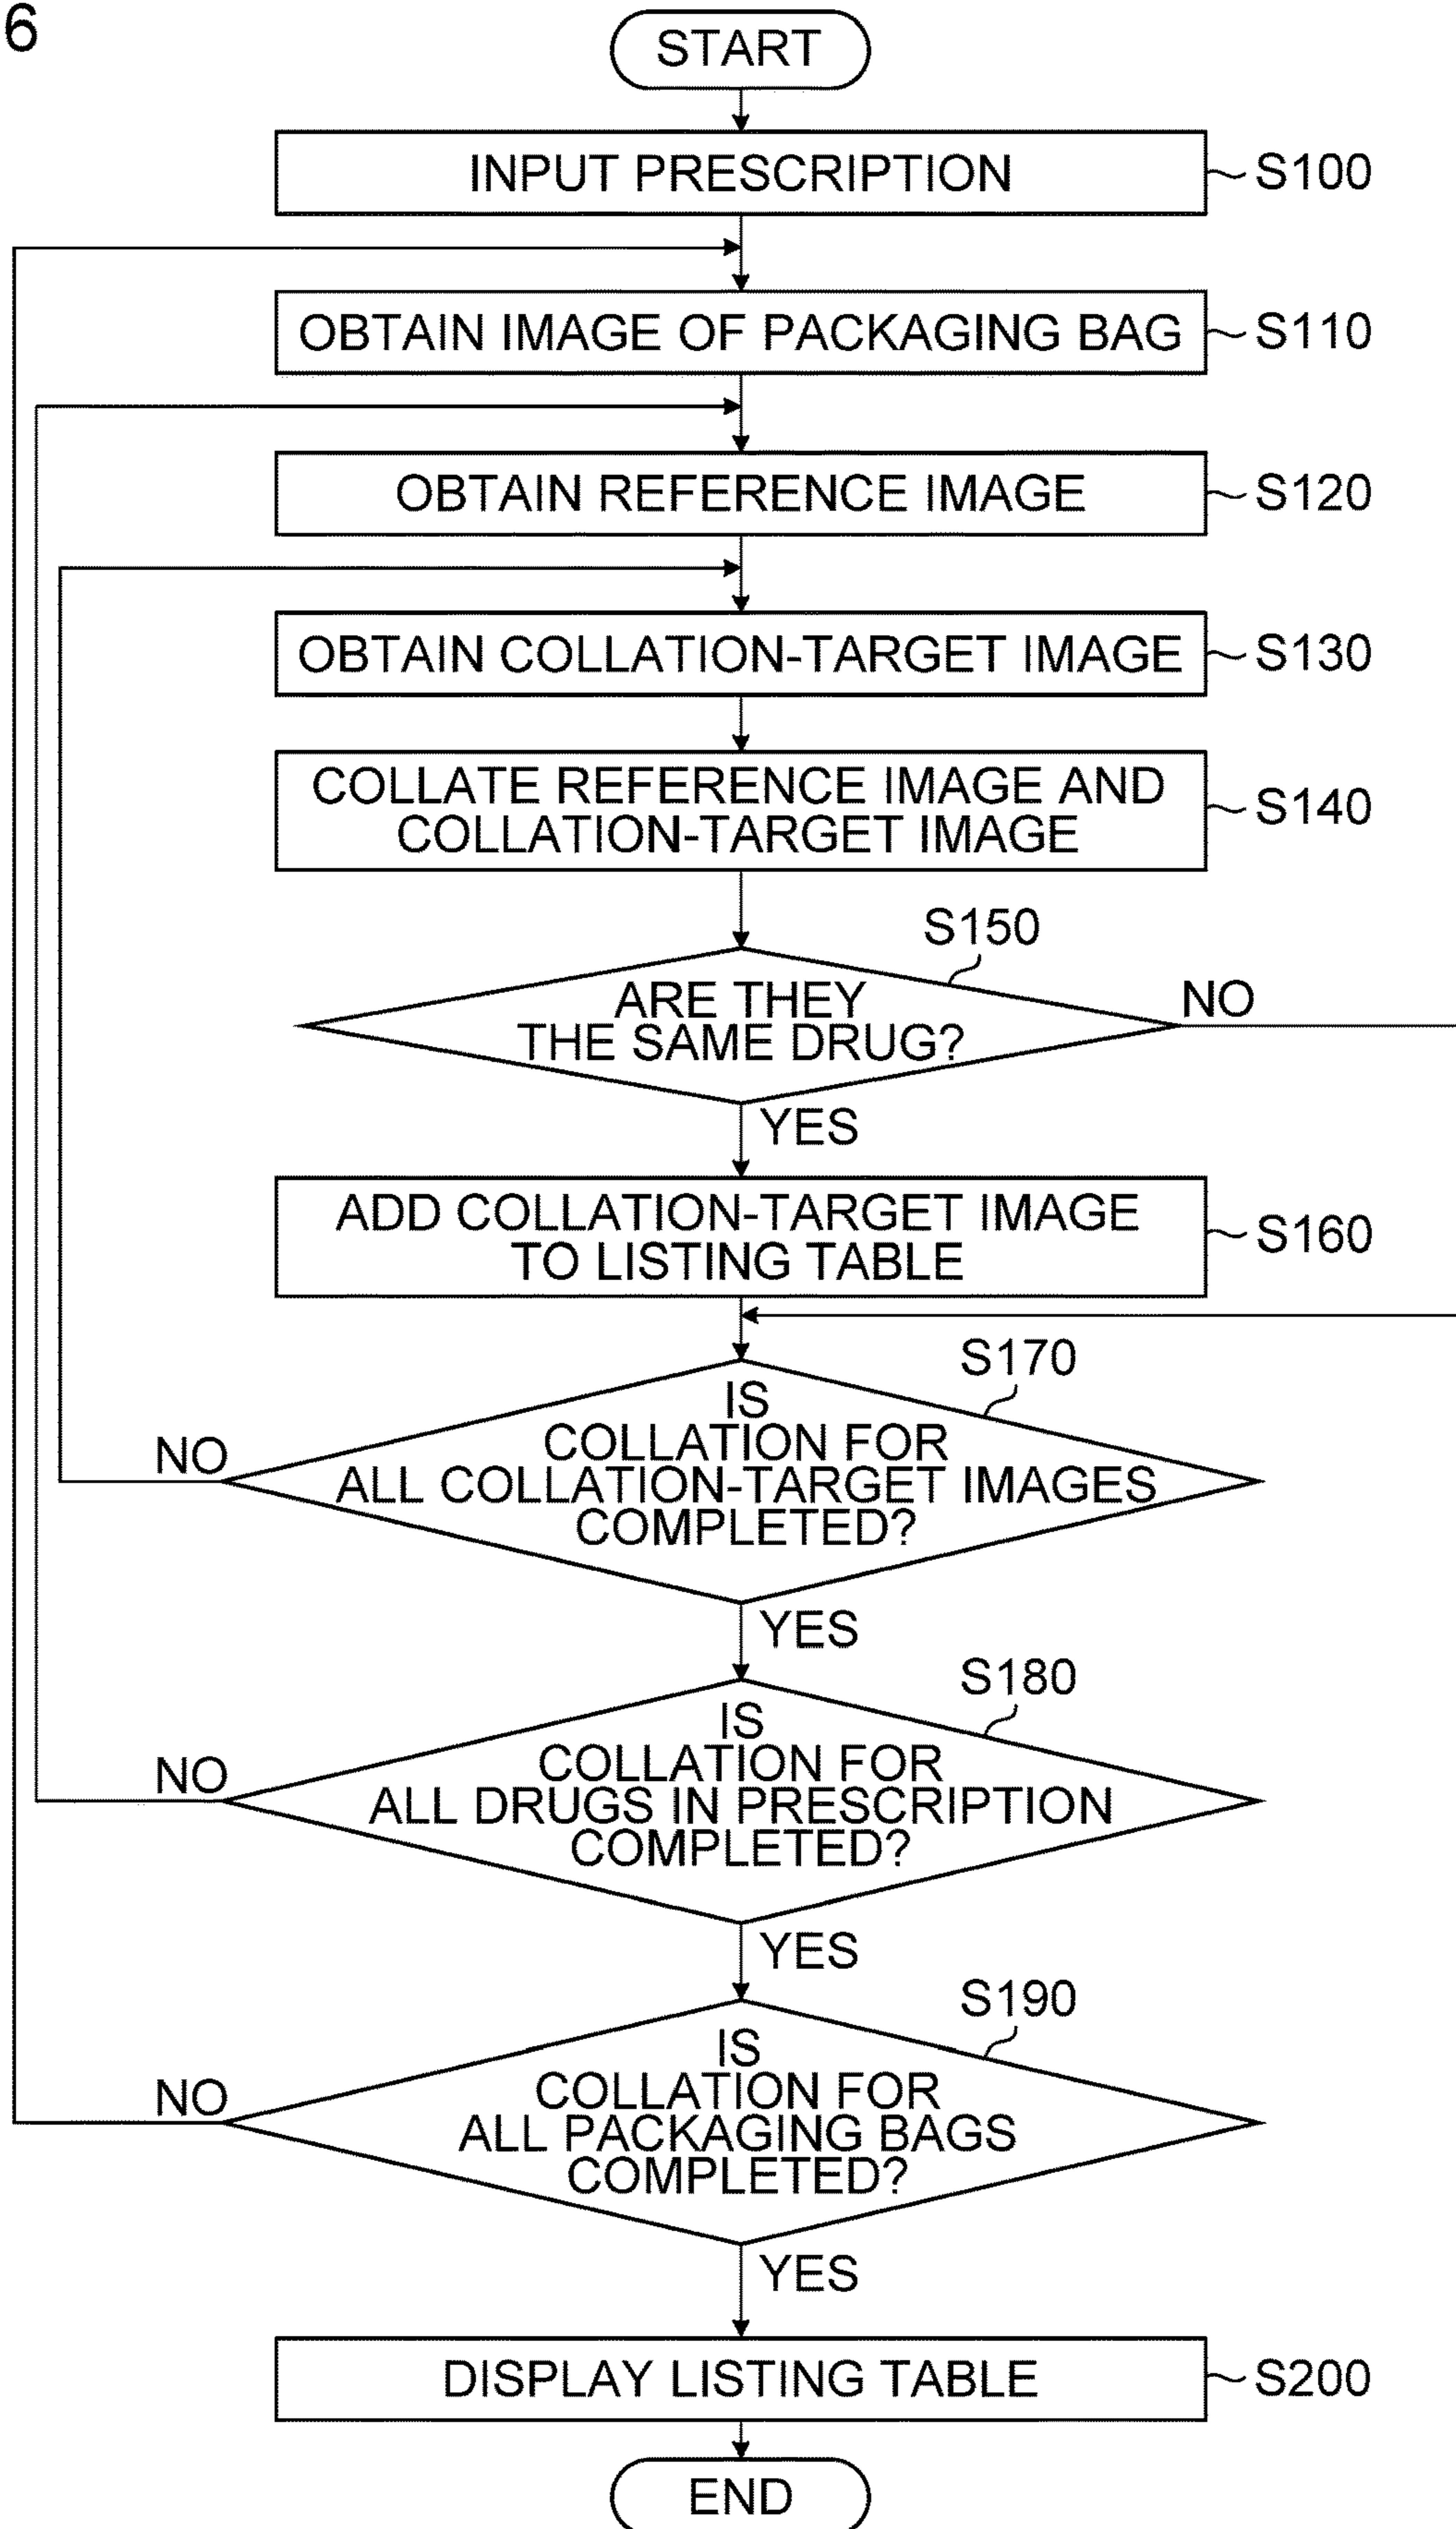 6
START
INPUT PRESCRIPTION
S100
OBTAIN IMAGE OF PACKAGING BAG
S110
OBTAIN REFERENCE IMAGE
S120
OBTAIN COLLATION-TARGET IMAGE
S130
COLLATE REFERENCE IMAGE AND
COLLATION-TARGET IMAGE
S140
S150
ARE THEY
THE SAME DRUG?
NO
YES
ADD COLLATION-TARGET IMAGE
TO LISTING TABLE
S160
S170
IS
COLLATION FOR
ALL COLLATION-TARGET IMAGES
COMPLETED?
NO
YES
S180
IS
COLLATION FOR
ALL DRUGS IN PRESCRIPTION
COMPLETED?
NO
YES
S190
IS
COLLATION FOR
ALL PACKAGING BAGS
COMPLETED?
NO
YES
DISPLAY LISTING TABLE
S200
END